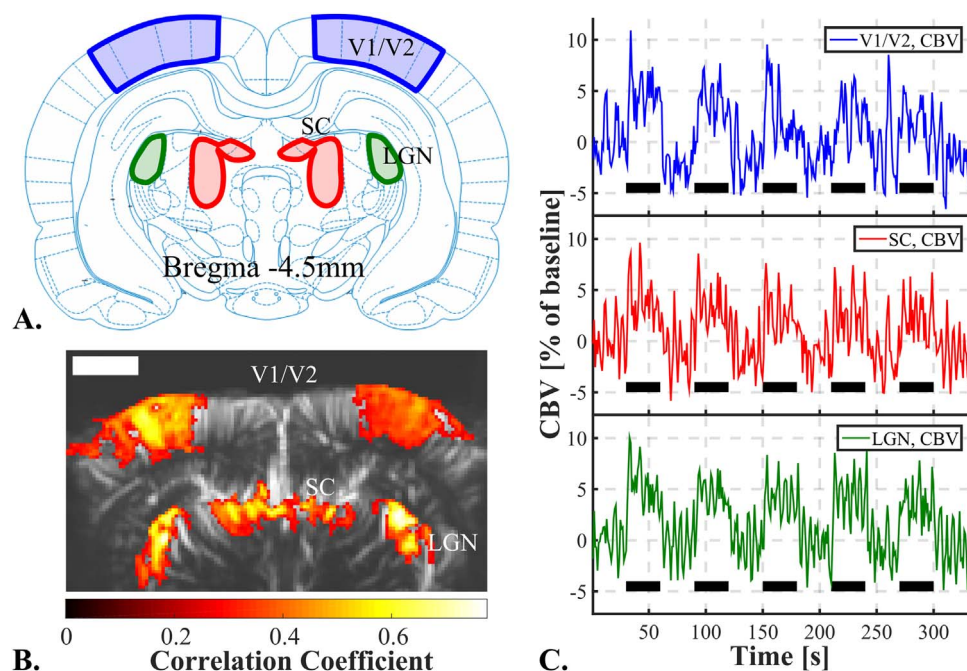 V1/V2
SC
LGN
Bregma -4.5mm
A.
V1/V2
SC
LGN
0
0.2
0.4
0.6
Correlation Coefficient
B.
CBV [% of baseline]
V1/V2, CBV
10
5
0
-5
SC, CBV
10
5
0
-5
LGN, CBV
10
5
0
-5
50 100 150 200 250 300
Time [s]
C.